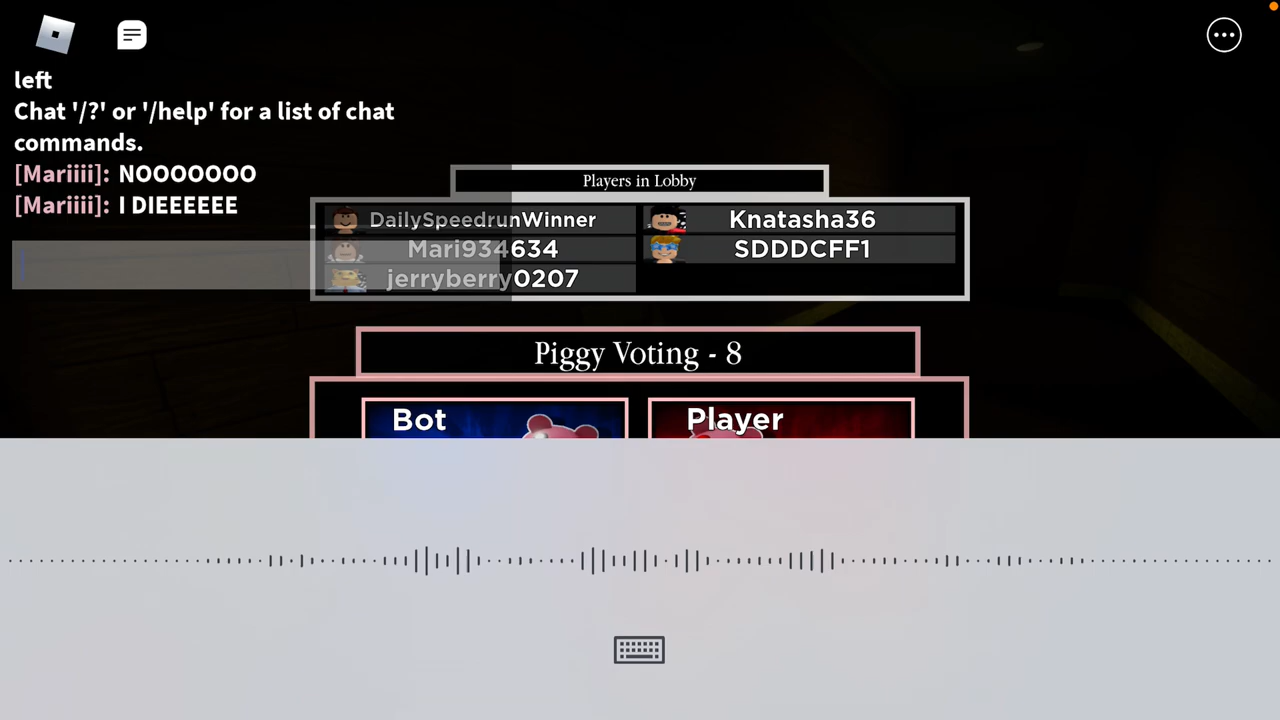 left
Chat '/?' or '/help' for a list of chat
commands.
[Mariiii]: NOOOOOOO
[Mariiii]: I DIEEEEEE
Players in Lobby
DailySpeedrunWinner
Knatasha36
Mari934634
SDDDCFF1
jerryberry0207
Piggy Voting - 8
Bot
Player